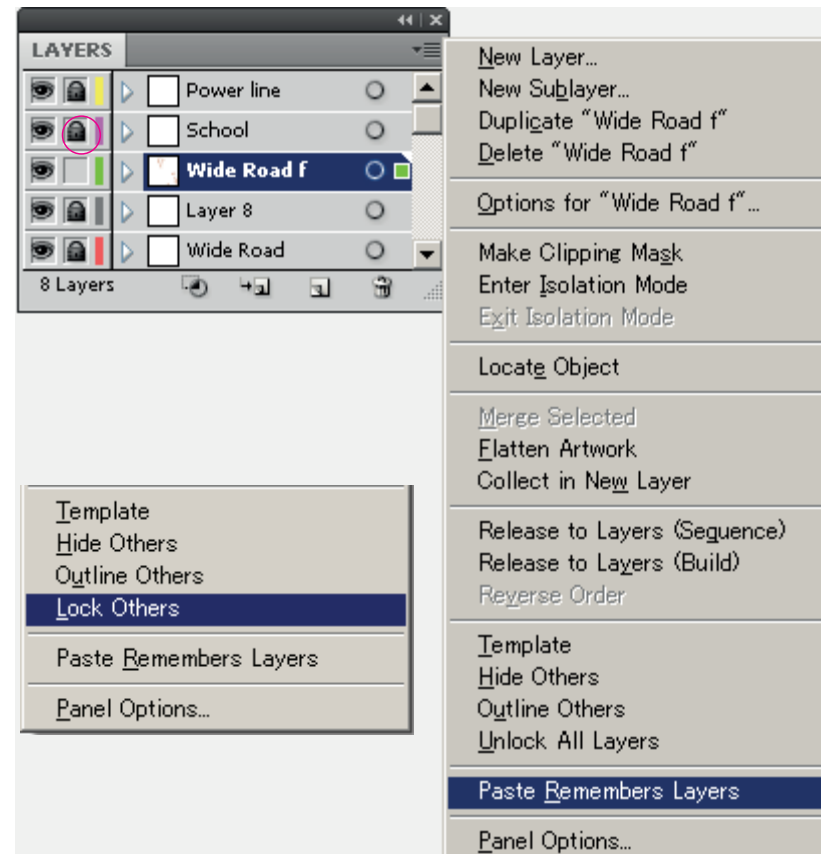 LAYERS
Power line
School
Wide Road f
Layer 8
Wide Road
8 Layers
New Layer...
New Sublayer...
Duplicate "Wide Road f"
Delete "Wide Road f"
Options for "Wide Road f"...
Make Clipping Mask
Enter Isolation Mode
Exit Isolation Mode
Locate Object
Merge Selected
Flatten Artwork
Collect in New Layer
Release to Layers (Sequence)
Release to Layers (Build)
Reverse Order
Template
Hide Others
Outline Others
Unlock All Layers
Paste Remembers Layers
Panel Options...
Template
Hide Others
Outline Others
Lock Others
Paste Remembers Layers
Panel Options...